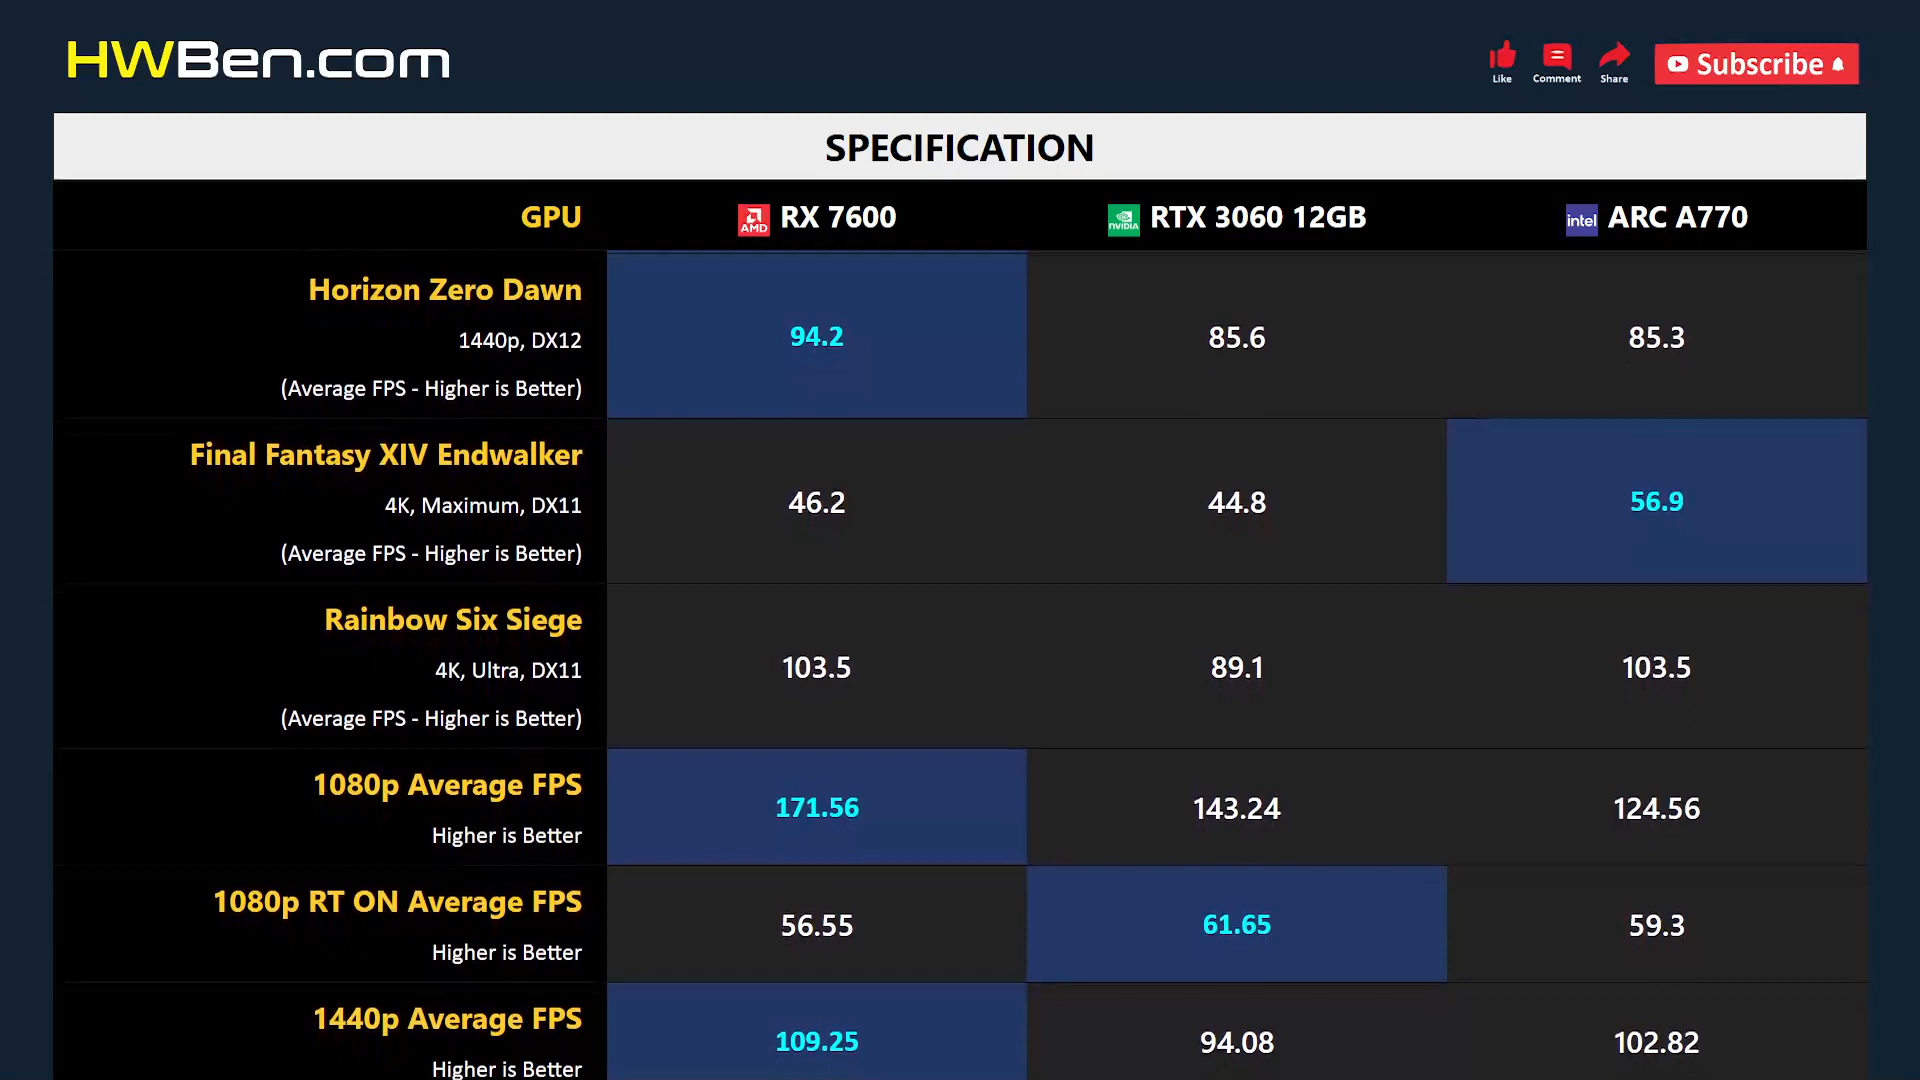 HWBen.com
Like
Comment
Share
Subscribe
SPECIFICATION
GPU
AMD RX 7600
NVIDIA RTX 3060 12GB
intel ARC A770
Horizon Zero Dawn
1440p, DX12
(Average FPS - Higher is Better)
94.2
85.6
85.3
Final Fantasy XIV Endwalker
4K, Maximum, DX11
(Average FPS - Higher is Better)
46.2
44.8
56.9
Rainbow Six Siege
4K, Ultra, DX11
(Average FPS - Higher is Better)
103.5
89.1
103.5
1080p Average FPS
Higher is Better
171.56
143.24
124.56
1080p RT ON Average FPS
Higher is Better
56.55
61.65
59.3
1440p Average FPS
Higher is Better
109.25
94.08
102.82